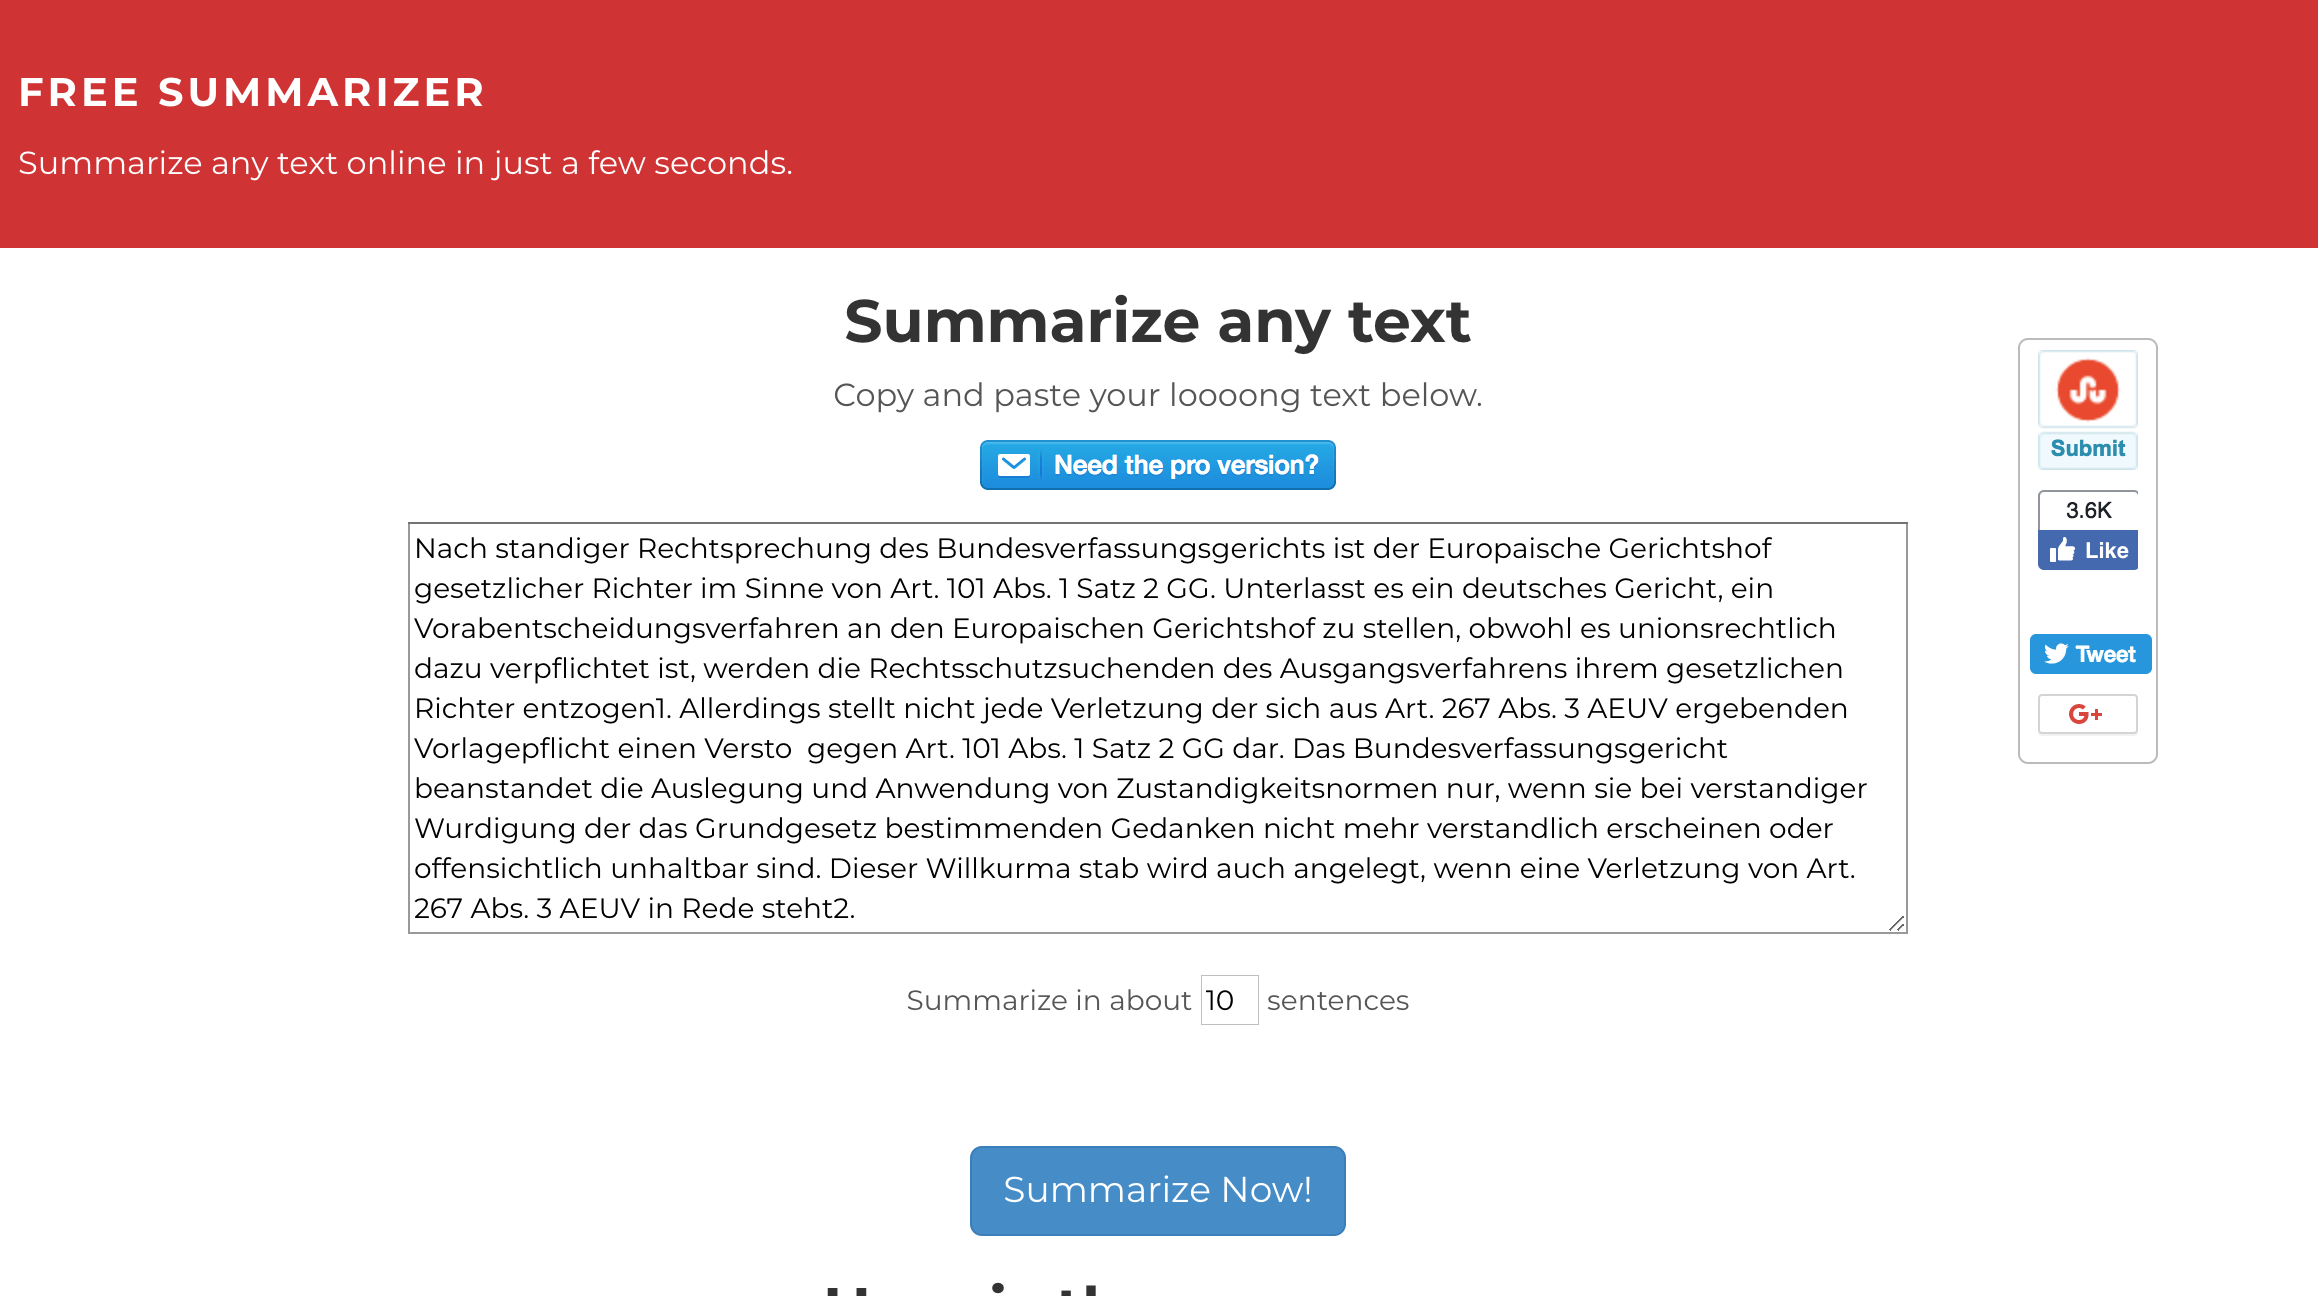 FREE SUMMARIZER
Summarize any text online in just a few seconds.
Summarize any text
Copy and paste your loooong text below.
Need the pro version?
Nach standiger Rechtsprechung des Bundesverfassungsgerichts ist der Europaische Gerichtshof
gesetzlicher Richter im Sinne von Art. 101 Abs. 1 Satz 2 GG. Unterlasst es ein deutsches Gericht, ein
Vorabentscheidungsverfahren an den Europaischen Gerichtshof zu stellen, obwohl es unionsrechtlich
dazu verpflichtet ist, werden die Rechtsschutzsuchenden des Ausgangsverfahrens ihrem gesetzlichen
Richter entzogen1. Allerdings stellt nicht jede Verletzung der sich aus Art. 267 Abs. 3 AEUV ergebenden
Vorlagepflicht einen Versto  gegen Art. 101 Abs. 1 Satz 2 GG dar. Das Bundesverfassungsgericht
beanstandet die Auslegung und Anwendung von Zustandigkeitsnormen nur, wenn sie bei verstandiger
Wurdigung der das Grundgesetz bestimmenden Gedanken nicht mehr verstandlich erscheinen oder
offensichtlich unhaltbar sind. Dieser Willkurma stab wird auch angelegt, wenn eine Verletzung von Art.
267 Abs. 3 AEUV in Rede steht2.
Summarize in about 10 sentences
Summarize Now!
Submit
3.6K
Like
Tweet
G+